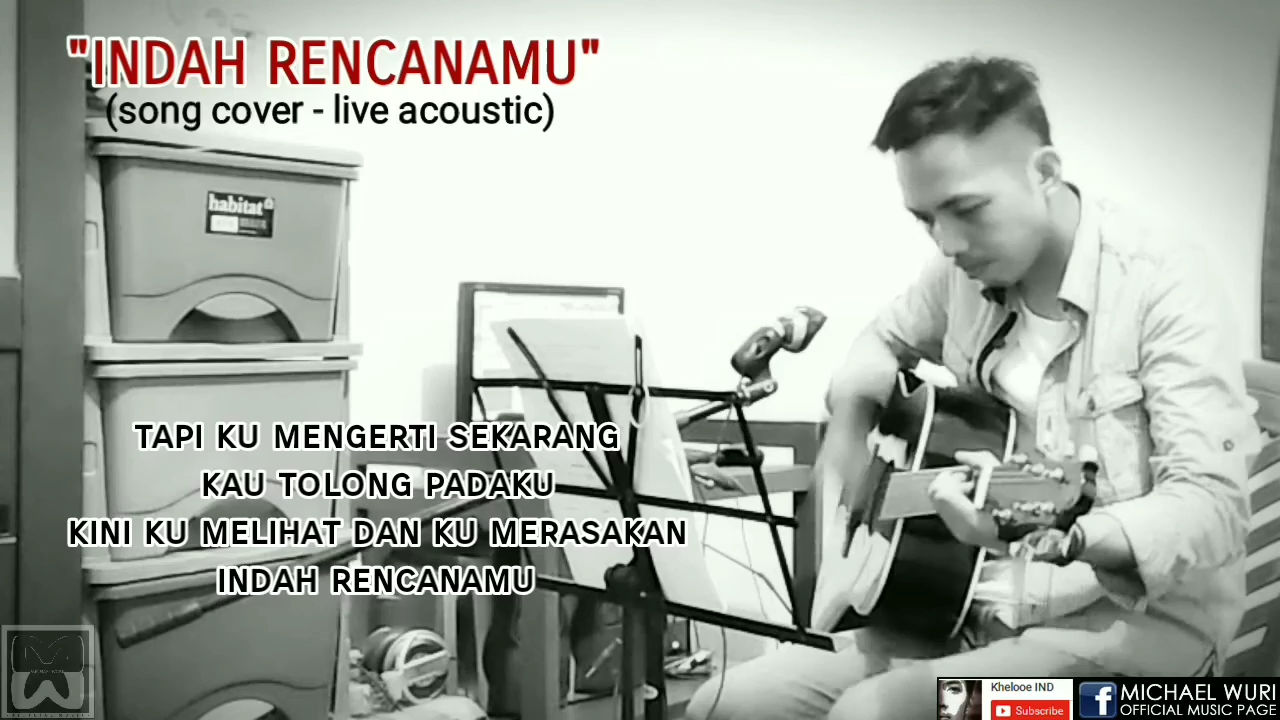 "INDAH RENCANAMU"
(song cover - live acoustic)
habitat
TAPI KU MENGERTI SEKARANG
KAU TOLONG PADAKU
KINI KU MELIHAT DAN KU MERASAKAN
INDAH RENCANAMU
Khelooe IND
Subscribe
MICHAEL WURI
OFFICIAL MUSIC PAGE